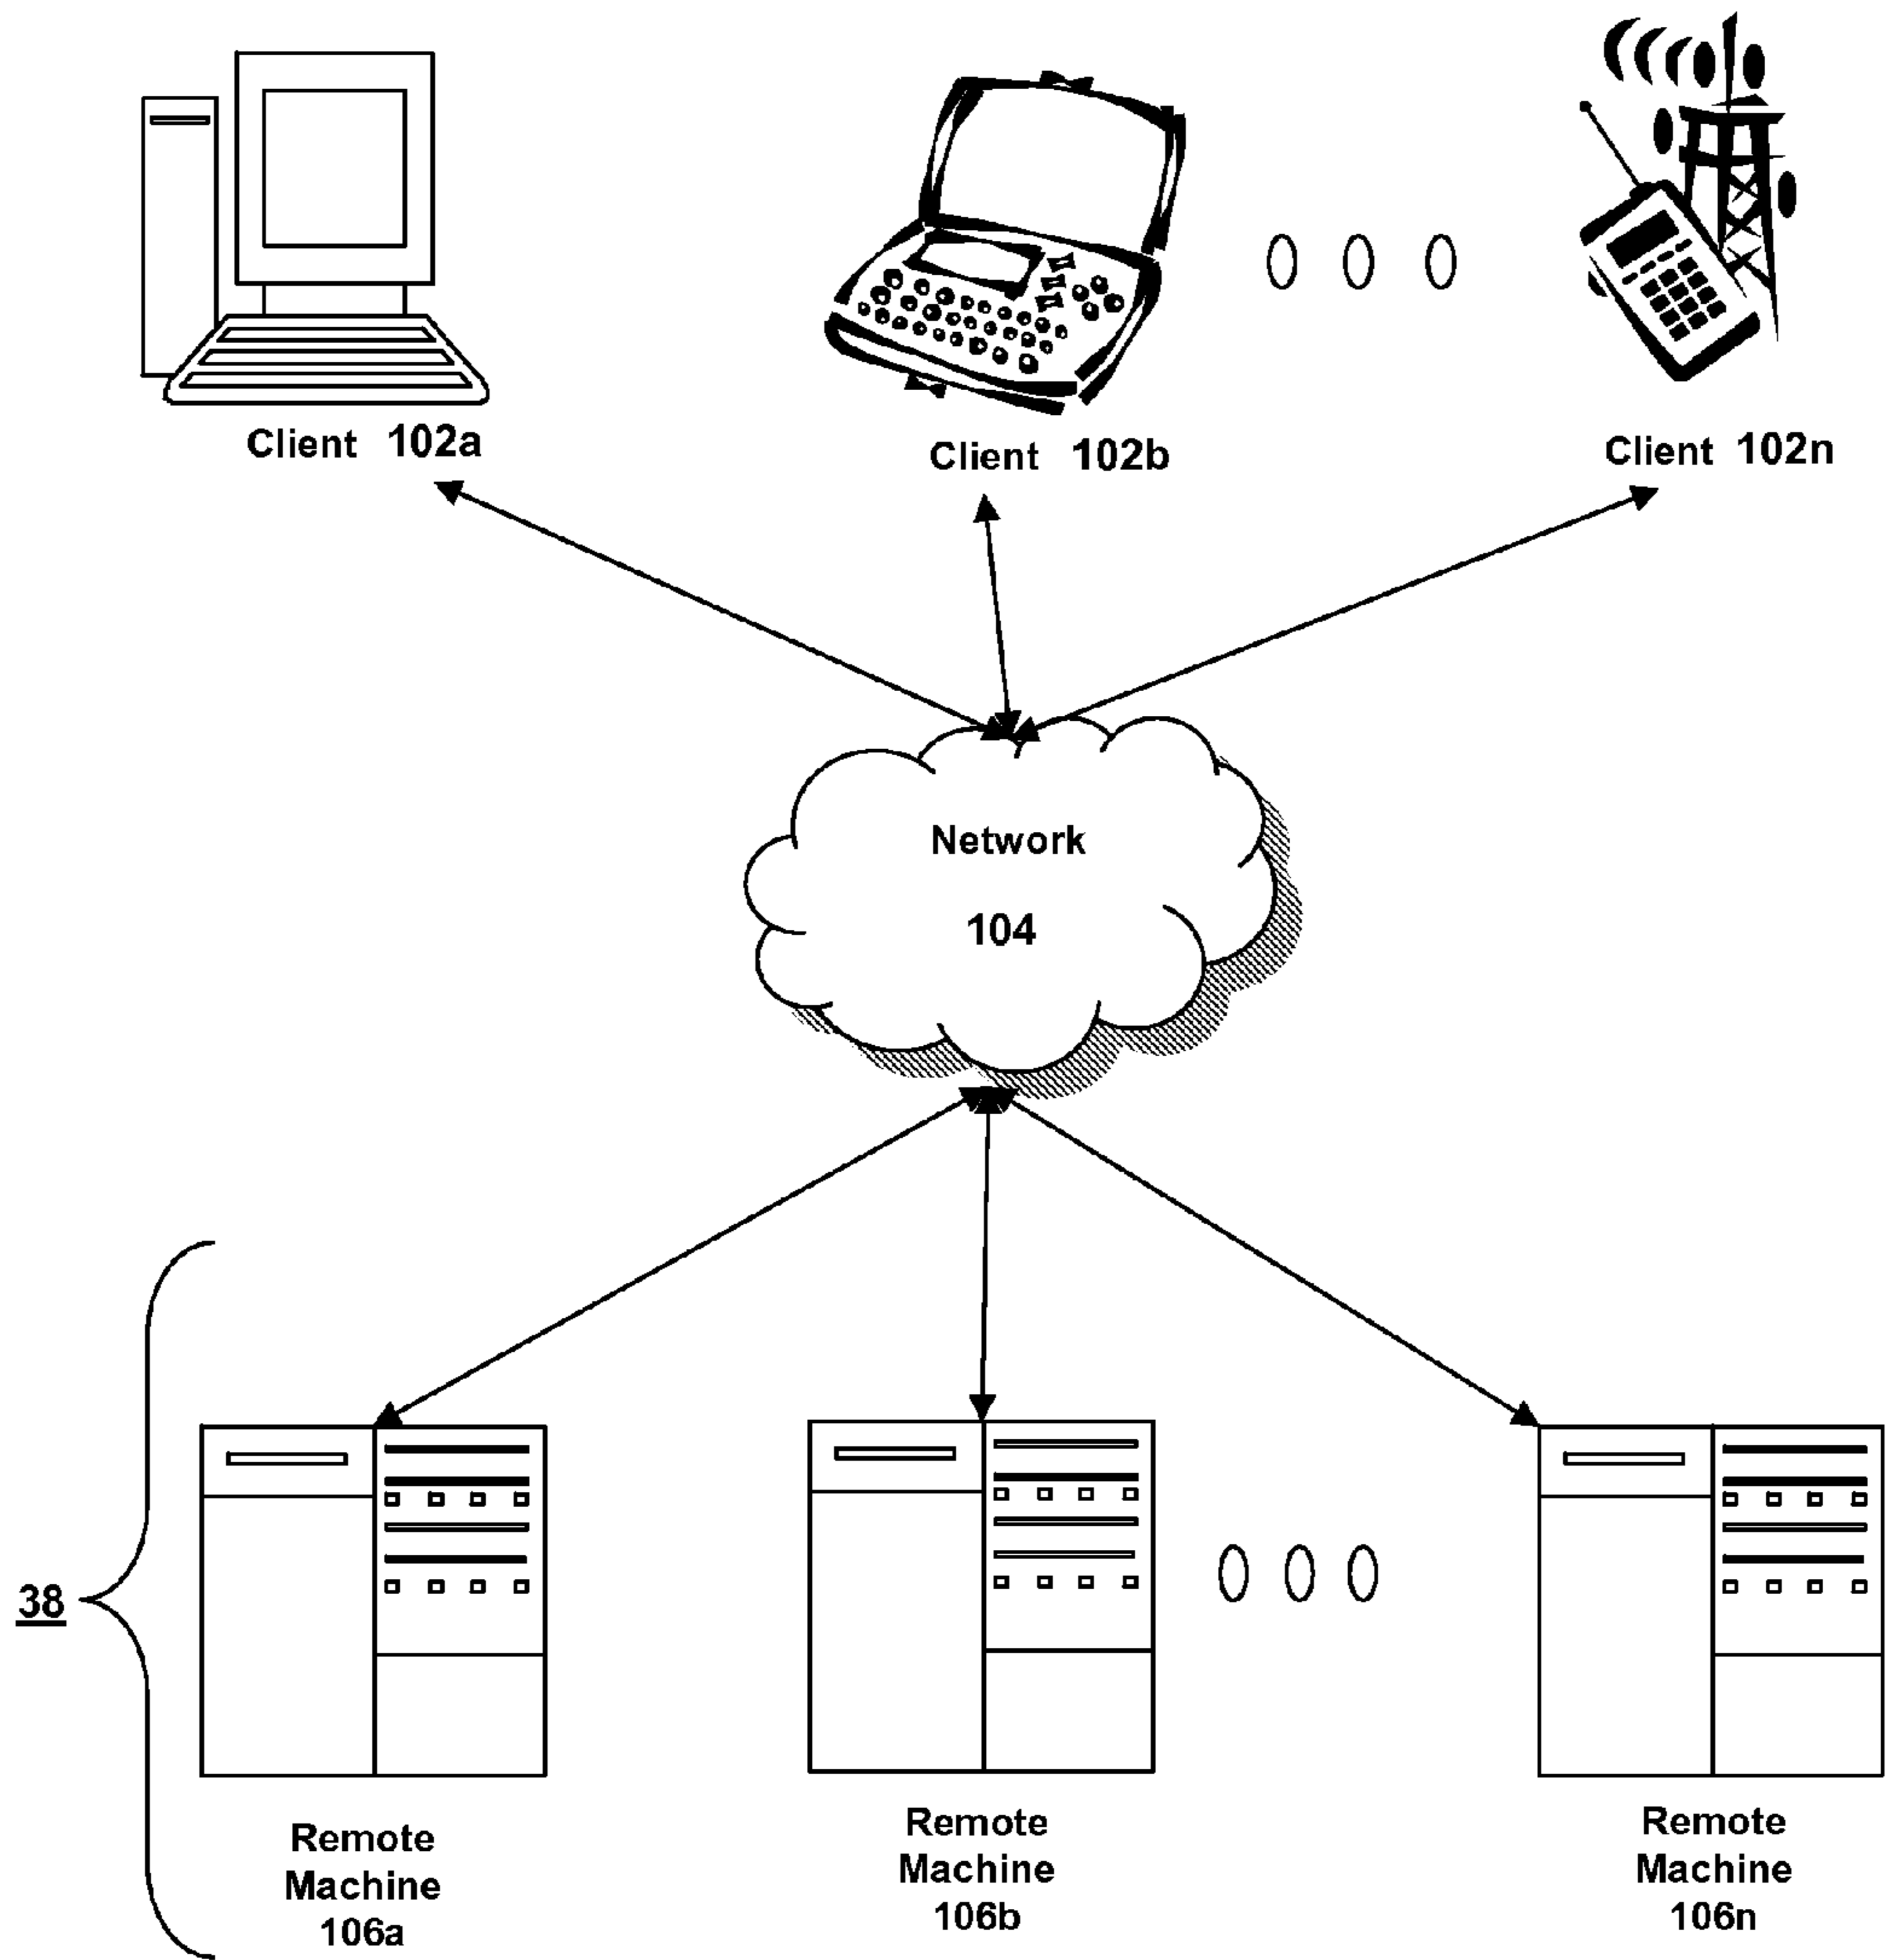 Client 102a
Client 102b
Client 102n
Network
104
38
Remote
Machine
106a
Remote
Machine
106b
Remote
Machine
106n